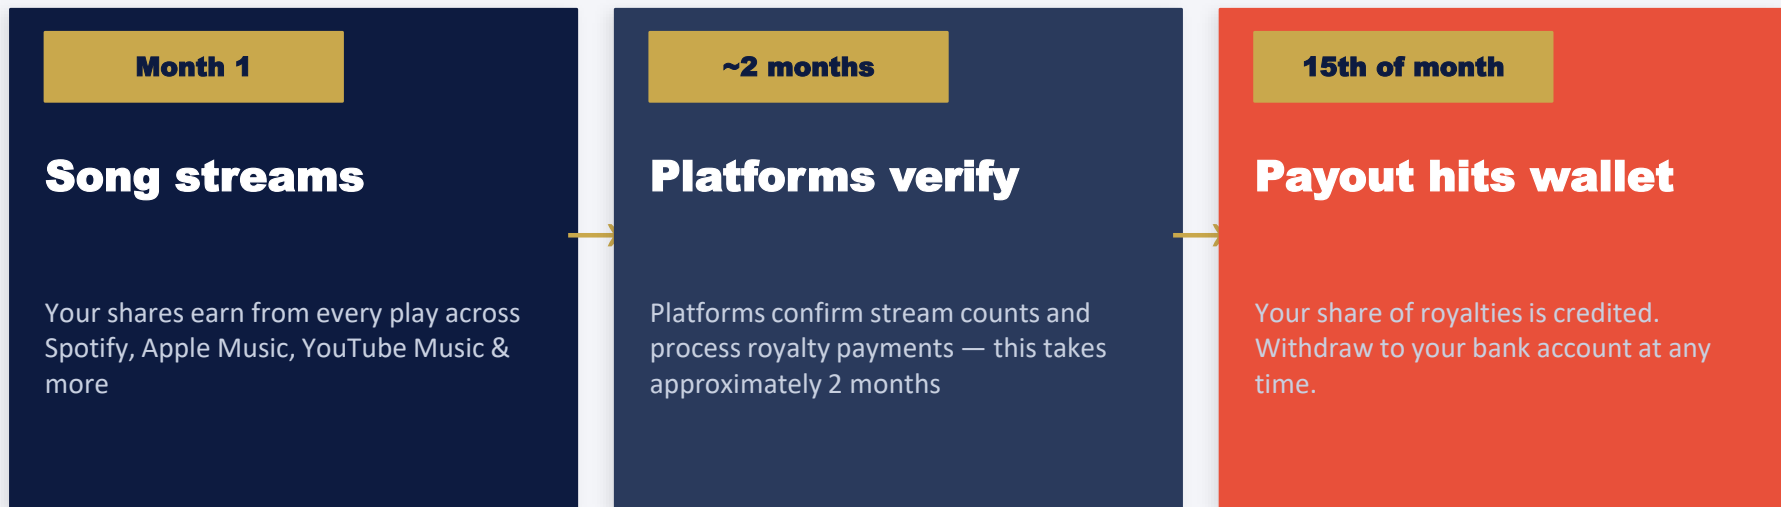 Month 1
Song streams
Your shares earn from every play across
Spotify, Apple Music, YouTube Music &
more
~2 months
Platforms verify
Platforms confirm stream counts and
process royalty payments — this takes
approximately 2 months
15th of month
Payout hits wallet
Your share of royalties is credited.
Withdraw to your bank account at any
time.